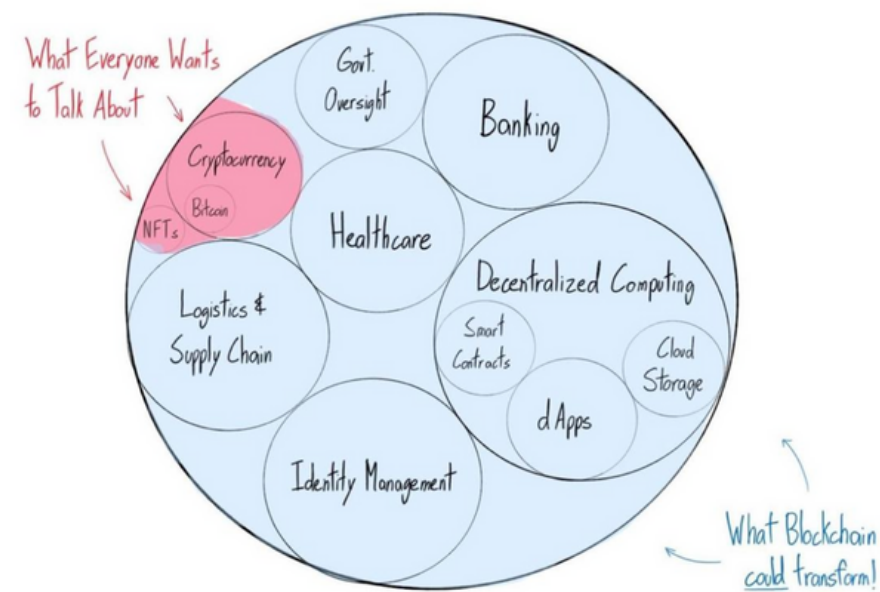 What Everyone Wants
to Talk About
Govt.
Oversight
Banking
Cryptocurrency
Bitcoin
NFTs
Healthcare
Decentralized Computing
Logistics &
Supply Chain
Smart
Contracts
Cloud
Storage
dApps
Identity Management
What Blockchain
could transform!